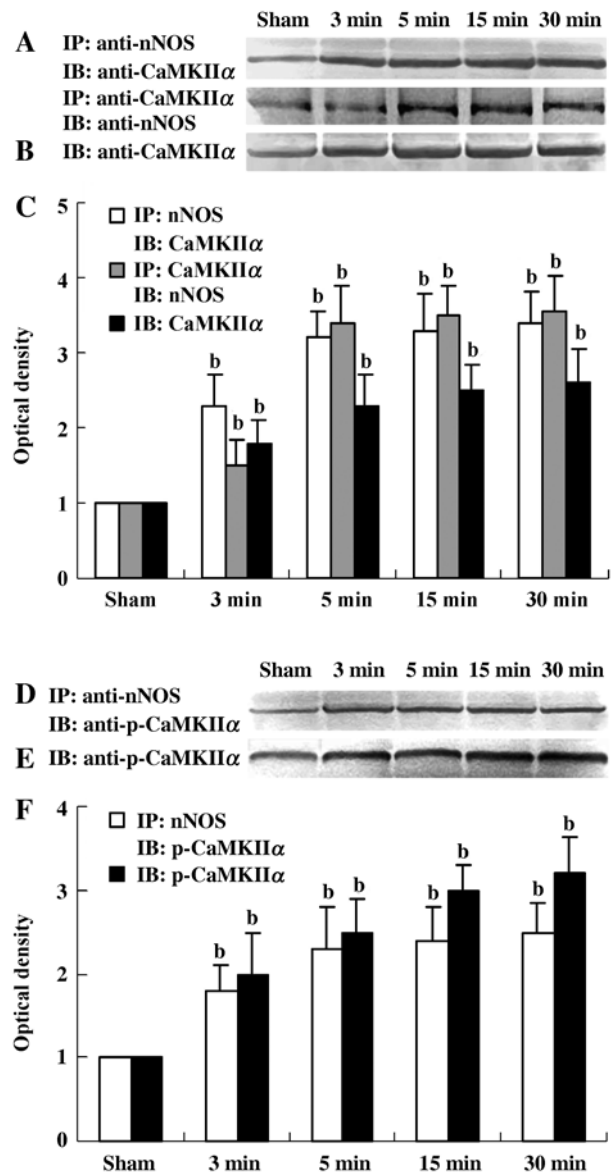 Sham 3 min 5 min 15 min 30 min
A IP: anti-nNOS
IB: anti-CaMKIIα
IP: anti-CaMKIIα
IB: anti-nNOS
B IB: anti-CaMKIIα
C
5
4
3
2
1
0
Optical density
IP: nNOS
IB: CaMKIIα
IP: CaMKIIα
IB: nNOS
IB: CaMKIIα
b b b
b b b
b b b
b b b
Sham 3 min 5 min 15 min 30 min
Sham 3 min 5 min 15 min 30 min
D IP: anti-nNOS
IB: anti-p-CaMKIIα
E IB: anti-p-CaMKIIα
F
4
3
2
1
0
Optical density
IP: nNOS
IB: p-CaMKIIα
IB: p-CaMKIIα
b b
b b
b b
b b
Sham 3 min 5 min 15 min 30 min